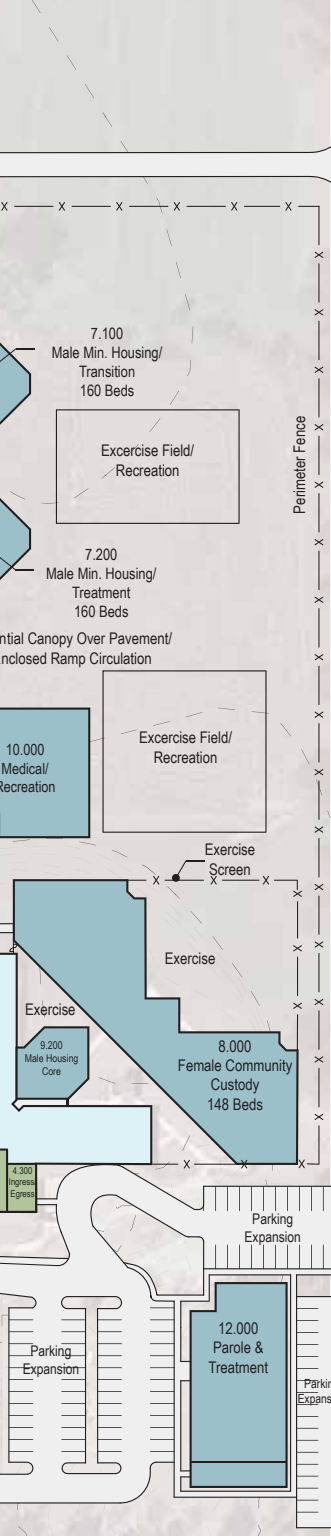 7.100
Male Min. Housing/
Transition
160 Beds
Perimeter Fence
Excercise Field/
Recreation
7.200
Male Min. Housing/
Treatment
160 Beds
ntial Canopy Over Pavement/
nclosed Ramp Circulation
Excercise Field/
Recreation
10.000
Medical/
Recreation
Exercise
Screen
Exercise
Exercise
9.200
Male Housing
Core
8.000
Female Community
Custody
148 Beds
4.300
Ingress/
Egress
Parking
Expansion
12.000
Parole &
Treatment
Parking
Expansion
Parkin
Expans